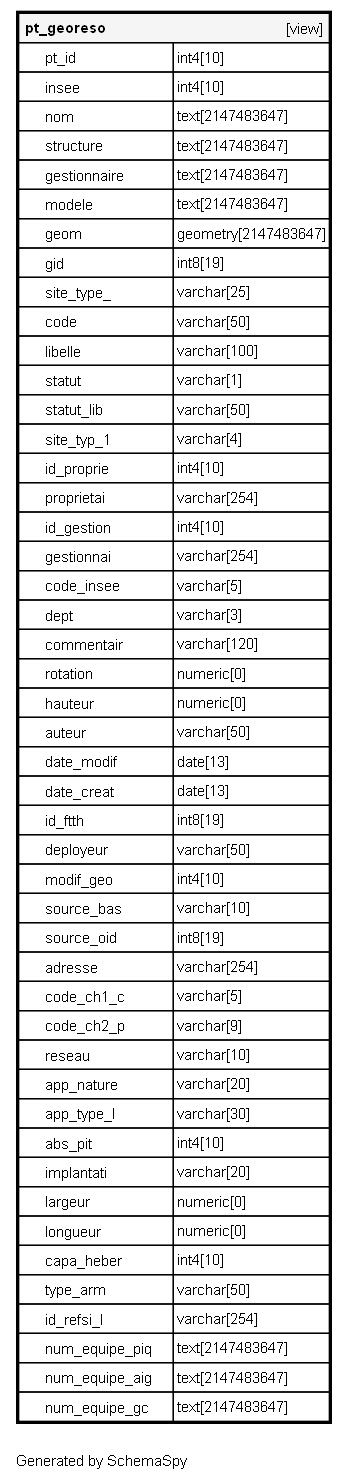 pt_georeso [view]
pt_id int4[10]
insee int4[10]
nom text[2147483647]
structure text[2147483647]
gestionnaire text[2147483647]
modele text[2147483647]
geom geometry[2147483647]
gid int8[19]
site_type_ varchar[25]
code varchar[50]
libelle varchar[100]
statut varchar[1]
statut_lib varchar[50]
site_typ_1 varchar[4]
id_proprie int4[10]
proprietai varchar[254]
id_gestion int4[10]
gestionnai varchar[254]
code_insee varchar[5]
dept varchar[3]
commentair varchar[120]
rotation numeric[0]
hauteur numeric[0]
auteur varchar[50]
date_modif date[13]
date_creat date[13]
id_ftth int8[19]
deployeur varchar[50]
modif_geo int4[10]
source_bas varchar[10]
source_oid int8[19]
adresse varchar[254]
code_ch1_c varchar[5]
code_ch2_p varchar[9]
reseau varchar[10]
app_nature varchar[20]
app_type_l varchar[30]
abs_pit int4[10]
implantati varchar[20]
largeur numeric[0]
longueur numeric[0]
capa_heber int4[10]
type_arm varchar[50]
id_refsi_l varchar[254]
num_equipe_piq text[2147483647]
num_equipe_aig text[2147483647]
num_equipe_gc text[2147483647]
Generated by SchemaSpy